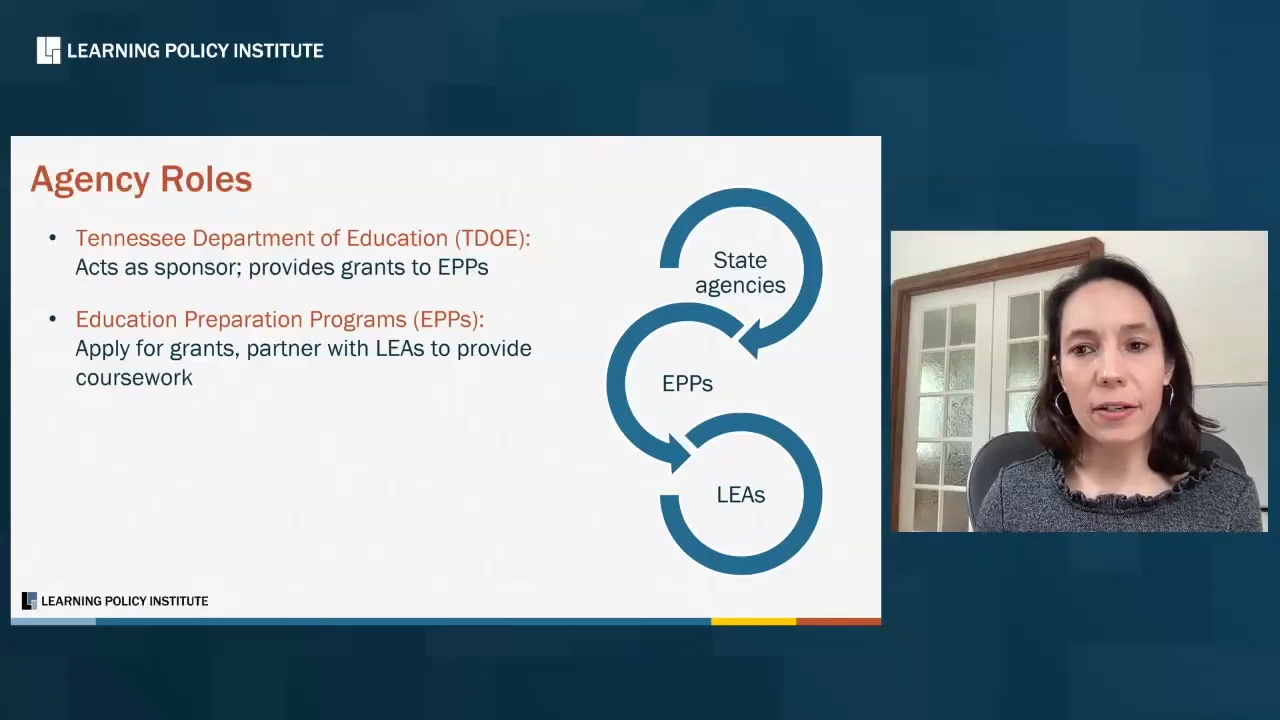 LEARNING POLICY INSTITUTE
Agency Roles
• Tennessee Department of Education (TDOE):
Acts as sponsor; provides grants to EPPs
• Education Preparation Programs (EPPs):
Apply for grants, partner with LEAs to provide
coursework
State
agencies
EPPs
LEAs
LEARNING POLICY INSTITUTE